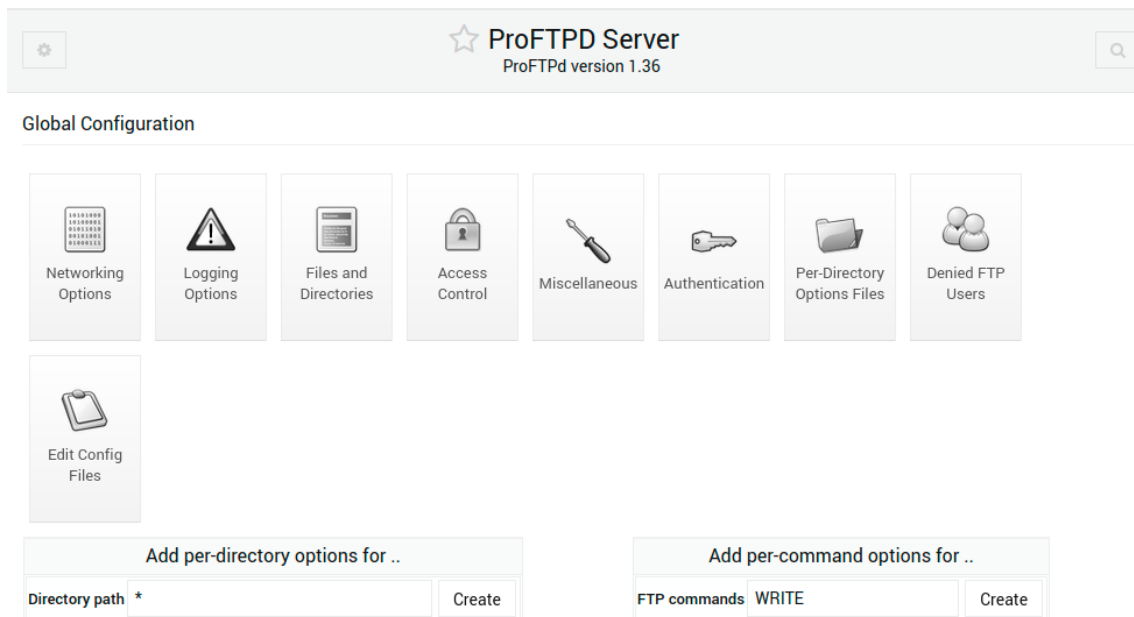 ProFTPD Server
ProFTPd version 1.36
Global Configuration
Networking Options
Logging Options
Files and Directories
Access Control
Miscellaneous
Authentication
Per-Directory Options Files
Denied FTP Users
Edit Config Files
Add per-directory options for ..
Directory path * Create
Add per-command options for ..
FTP commands WRITE Create